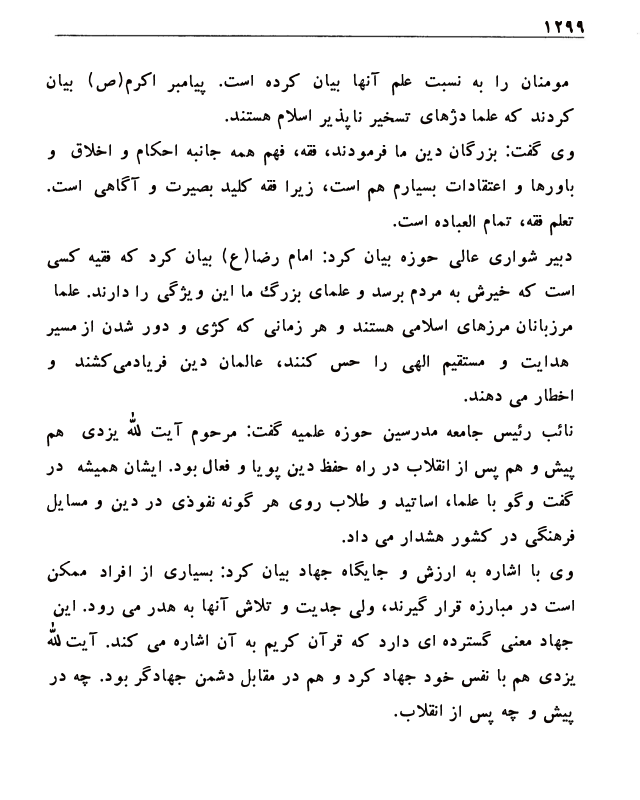 ۱۲۹۹
مومنان را به نسبت علم آنها بیان کرده است. پیامبر اکرم(ص) بیان
کردند که علما دژهای تسخیر ناپذیر اسلام هستند.
وی گفت: بزرگان دین ما فرمودند، فقه، فهم همه جانبه احکام و اخلاق و
باورها و اعتقادات بسیارم هم است، زیرا فقه کلید بصیرت و آگاهی است.
تعلم فقه، تمام العباده است.
دبیر شواری عالی حوزه بیان کرد: امام رضا(ع) بیان کرد که فقیه کسی
است که خیرش به مردم برسد و علمای بزرگ ما این ویژگی را دارند. علما
مرزبانان مرزهای اسلامی هستند و هر زمانی که کژی و دور شدن از مسیر
هدایت و مستقیم الهی را حس کنند، عالمان دین فریادمی‌کشند و
اخطار می دهند.
نائب رئیس جامعه مدرسین حوزه علمیه گفت: مرحوم آیت لله یزدی هم
پیش و هم پس از انقلاب در راه حفظ دین پویا و فعال بود. ایشان همیشه در
گفت وگو با علما، اساتید و طلاب روی هر گونه نفوذی در دین و مسایل
فرهنگی در کشور هشدار می داد.
وی با اشاره به ارزش و جایگاه جهاد بیان کرد: بسیاری از افراد ممکن
است در مبارزه قرار گیرند، ولی جدیت و تلاش آنها به هدر می رود. این
جهاد معنی گسترده ای دارد که قرآن کریم به آن اشاره می کند. آیت لله
یزدی هم با نفس خود جهاد کرد و هم در مقابل دشمن جهادگر بود. چه در
پیش و چه پس از انقلاب.